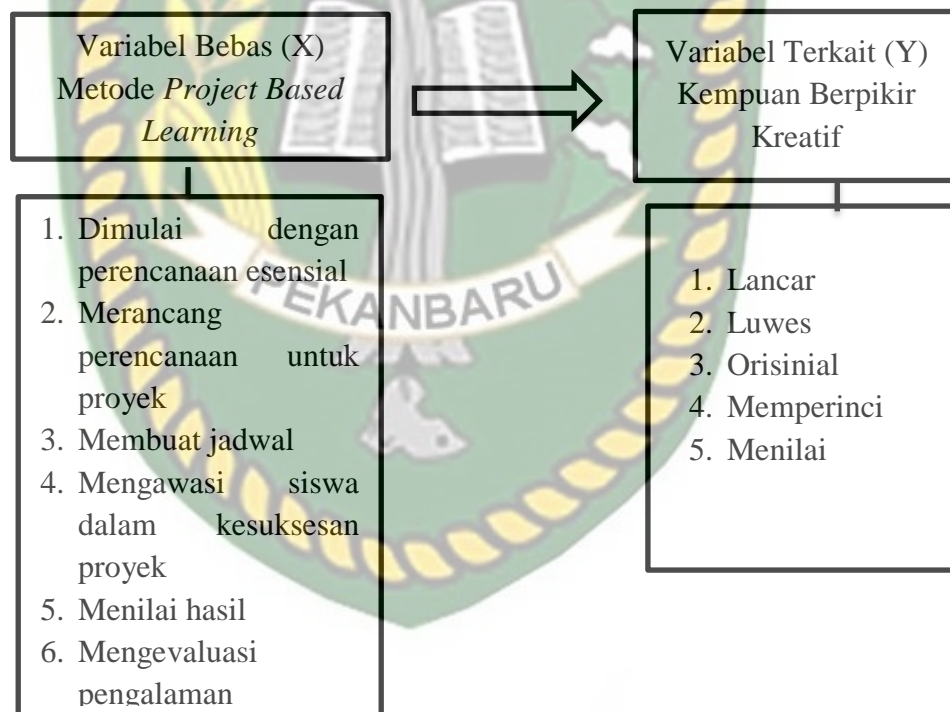 Variabel Bebas (X)
Metode Project Based
Learning
Variabel Terkait (Y)
Kempuan Berpikir
Kreatif
1. Dimulai dengan
perencanaan esensial
2. Merancang
perencanaan untuk
proyek
3. Membuat jadwal
4. Mengawasi siswa
dalam kesuksesan
proyek
5. Menilai hasil
6. Mengevaluasi
pengalaman
1. Lancar
2. Luwes
3. Orisinial
4. Memperinci
5. Menilai
PEKANBARU